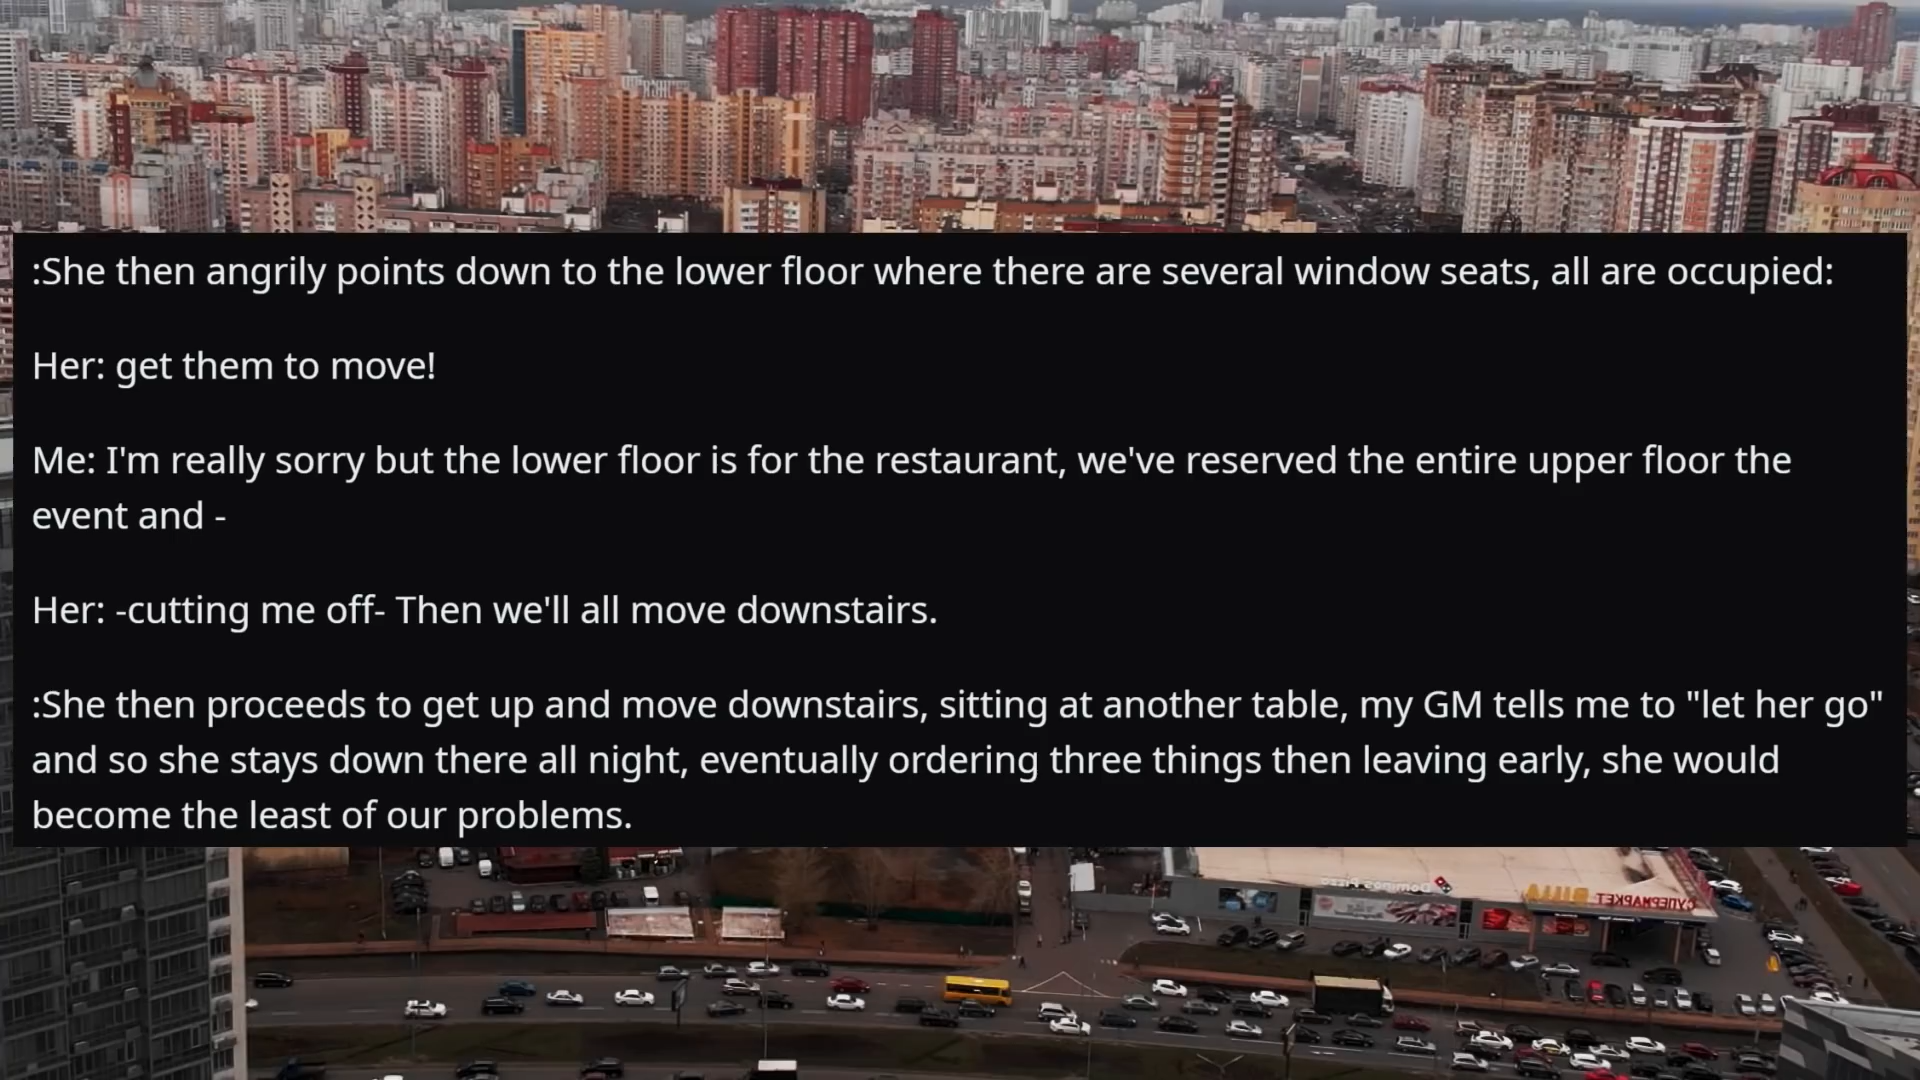 :She then angrily points down to the lower floor where there are several window seats, all are occupied:
Her: get them to move!
Me: I'm really sorry but the lower floor is for the restaurant, we've reserved the entire upper floor the
event and -
Her: -cutting me off- Then we'll all move downstairs.
:She then proceeds to get up and move downstairs, sitting at another table, my GM tells me to "let her go"
and so she stays down there all night, eventually ordering three things then leaving early, she would
become the least of our problems.
Domino's Pizza
СУПЕРМАРКЕТ